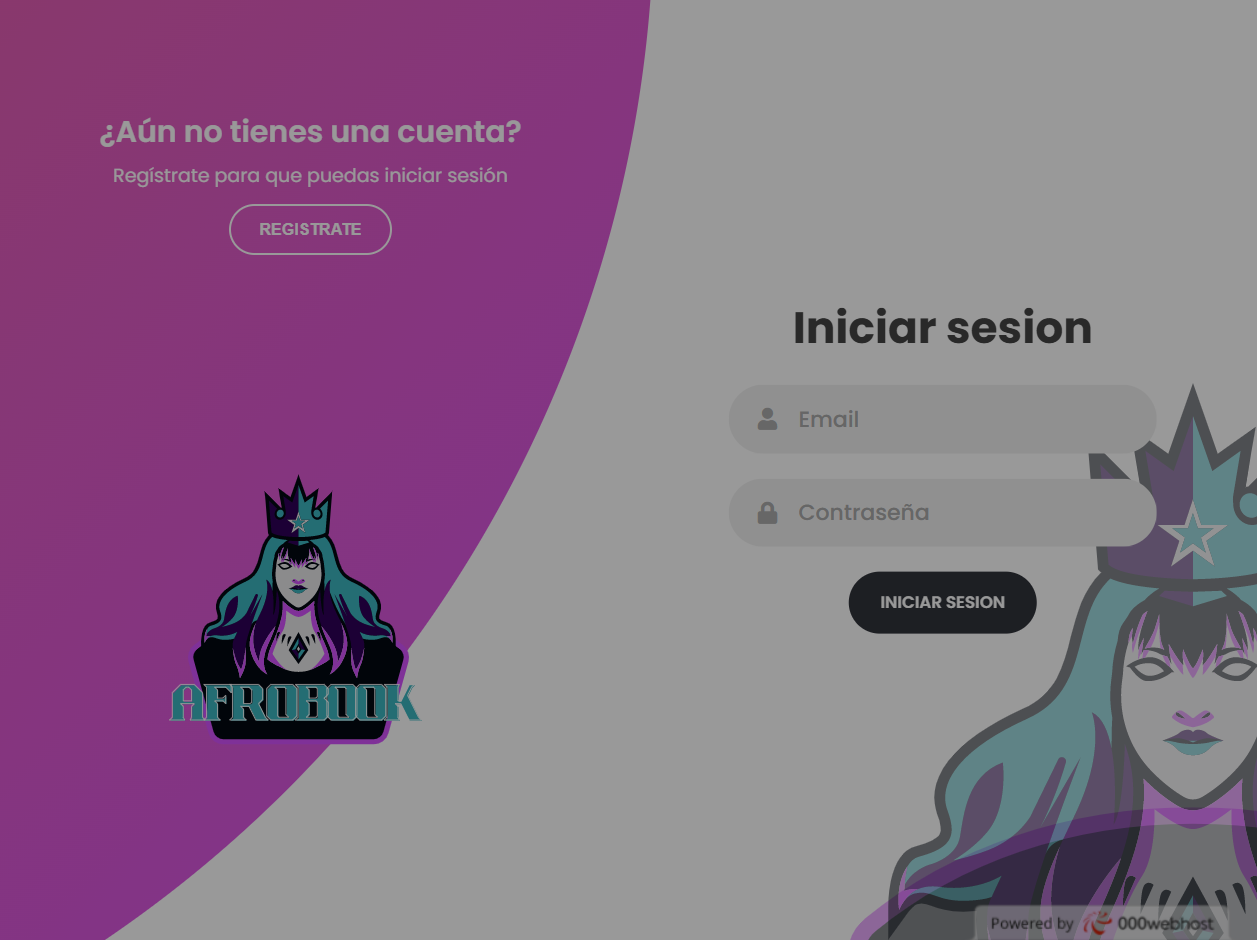 ¿Aún no tienes una cuenta?
Regístrate para que puedas iniciar sesión
REGISTRATE
Iniciar sesion
Email
Contraseña
INICIAR SESION
AFROBOOK
Powered by 000webhost